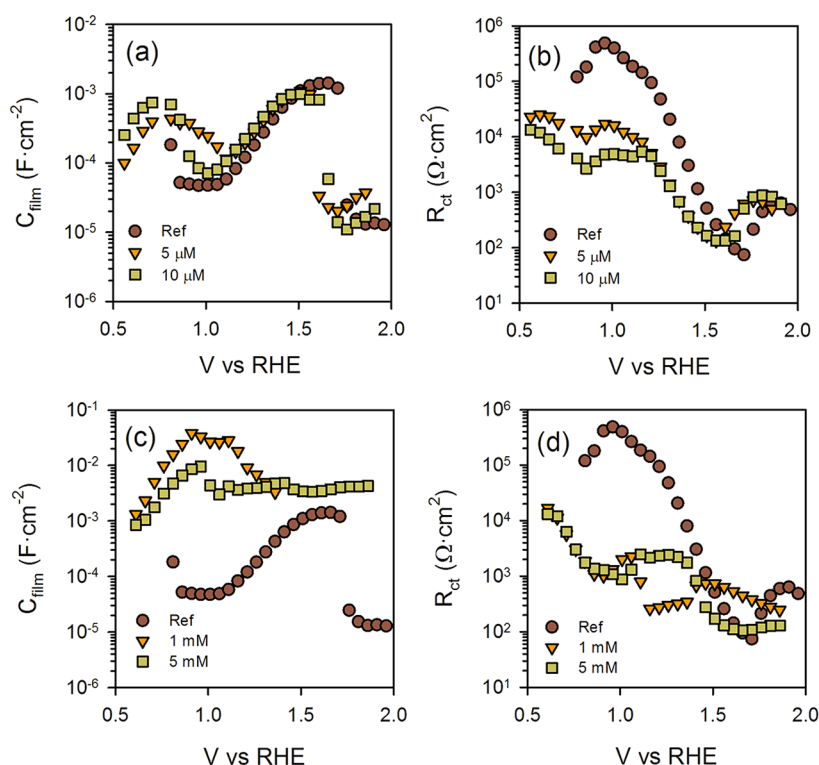 (a)
C_film (F·cm⁻²)
10⁻²
10⁻³
10⁻⁴
10⁻⁵
10⁻⁶
Ref
5 μM
10 μM
0.5 1.0 1.5 2.0
V vs RHE
(b)
R_ct (Ω·cm²)
10⁶
10⁵
10⁴
10³
10²
10¹
Ref
5 μM
10 μM
0.5 1.0 1.5 2.0
V vs RHE
(c)
C_film (F·cm⁻²)
10⁻¹
10⁻²
10⁻³
10⁻⁴
10⁻⁵
10⁻⁶
Ref
1 mM
5 mM
0.5 1.0 1.5 2.0
V vs RHE
(d)
R_ct (Ω·cm²)
10⁶
10⁵
10⁴
10³
10²
10¹
Ref
1 mM
5 mM
0.5 1.0 1.5 2.0
V vs RHE